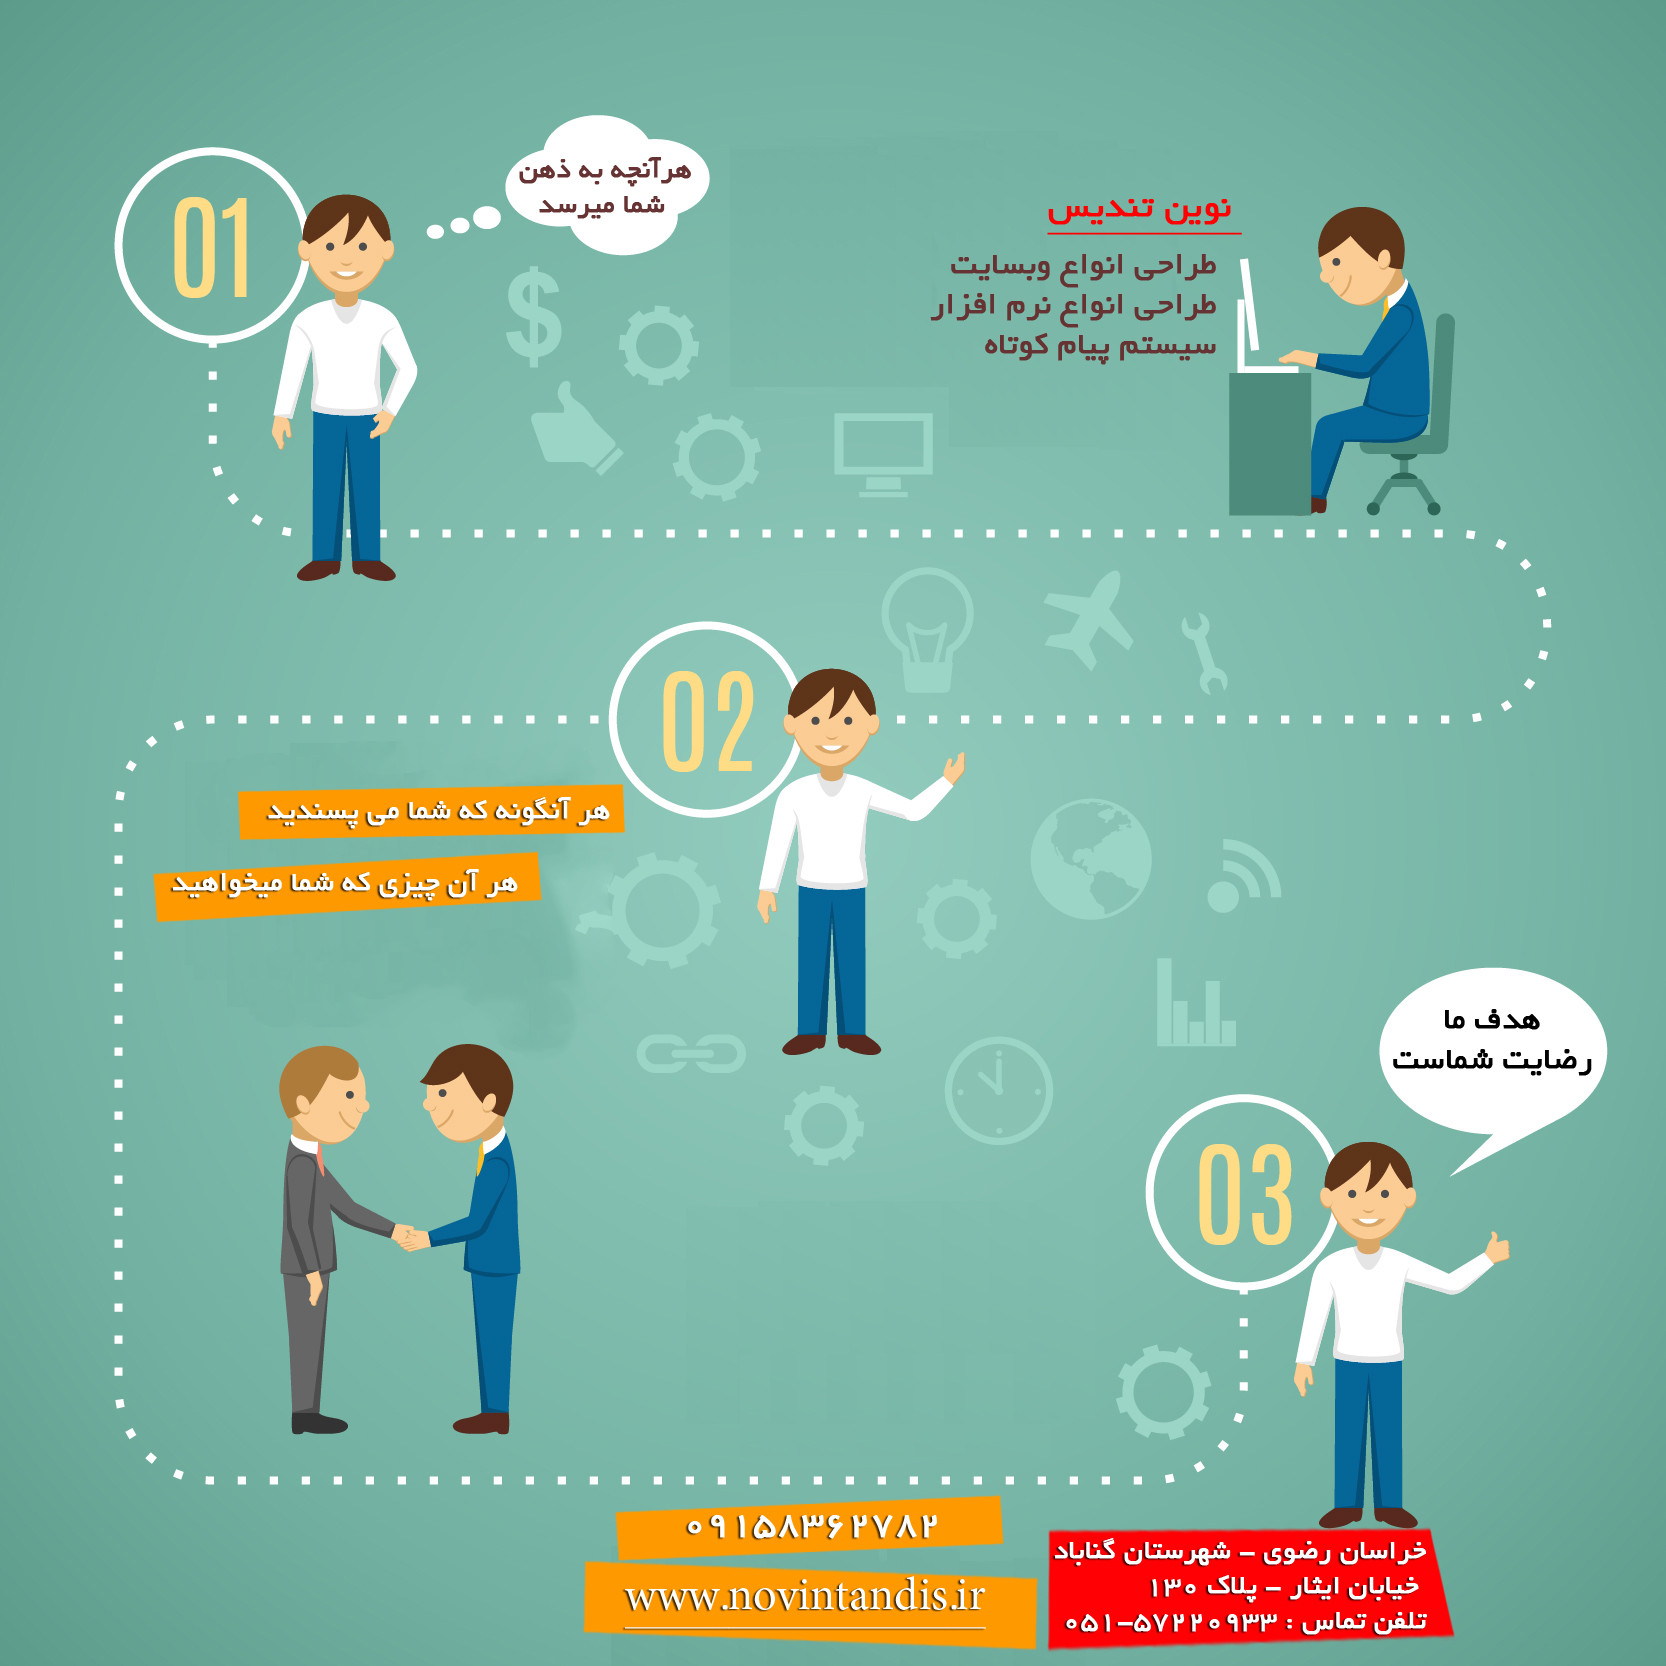 01
هرآنچه به ذهن
شما میرسد
نوین تندیس
طراحی انواع وبسایت
طراحی انواع نرم افزار
سیستم پیام کوتاه
02
هر آنگونه که شما می پسندید
هر آن چیزی که شما میخواهید
هدف ما
رضایت شماست
03
۰۹۱۵۸۳۶۲۷۸۲
www.novintandis.ir
خراسان رضوی - شهرستان گناباد
خیابان ایثار - پلاک ۱۳۰
تلفن تماس : ۰۵۱-۵۷۲۲۰۹۳۳